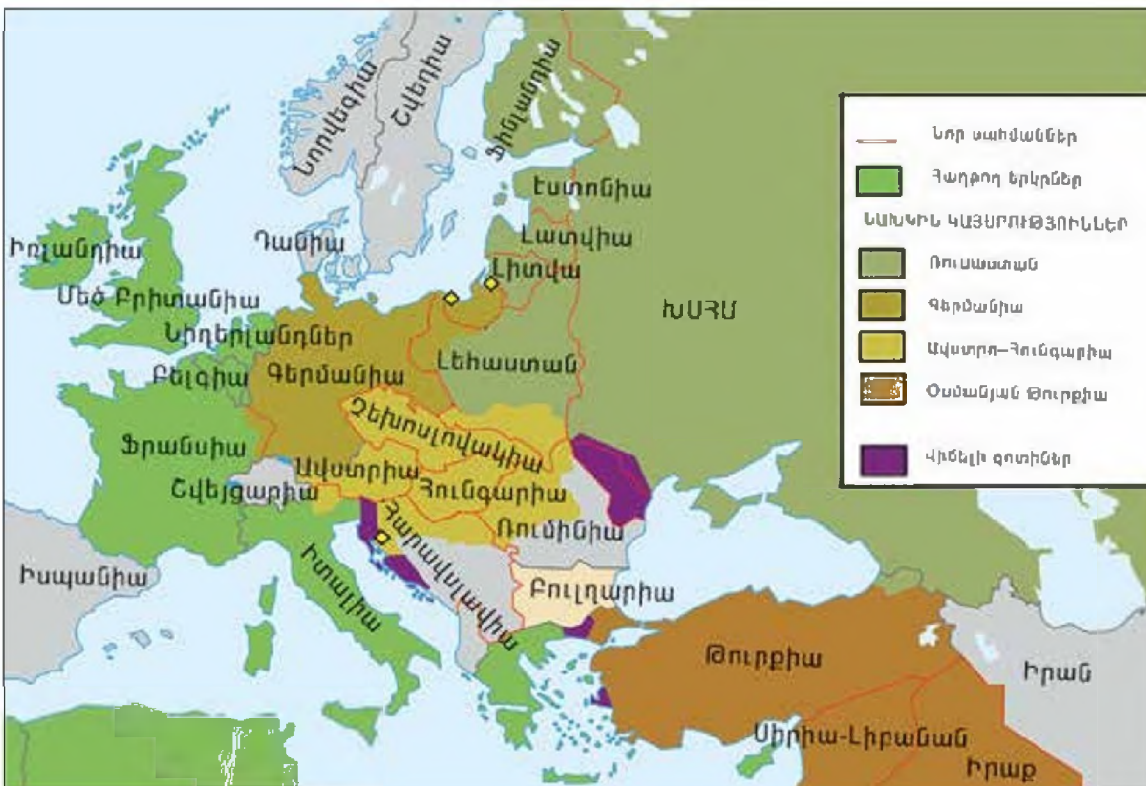 Նորվեգիա
Շվեդիա
Ֆինլանդիա
Էստոնիա
Լատվիա
Լիտվա
Դանիա
Իռլանդիա
Մեծ Բրիտանիա
Նիդերլանդներ
Բելգիա
Գերմանիա
Լեհաստան
ԽՍՀՄ
Չեխոսլովակիա
Ֆրանսիա
Ավստրիա
Շվեյցարիա
Հունգարիա
Ռումինիա
Հարավսլավիա
Իսպանիա
Իտալիա
Բուլղարիա
Թուրքիա
Իրան
Սիրիա-Լիբանան
Իրաք
Նոր սահմաններ
Հաղթող երկրներ
ՆԱԽԿԻՆ ԿԱՅՍՐՈՒԹՅՈՒՆՆԵՐ
Ռուսաստան
Գերմանիա
Ավստրո-Հունգարիա
Օսմանյան Թուրքիա
Վիճելի գոտիներ